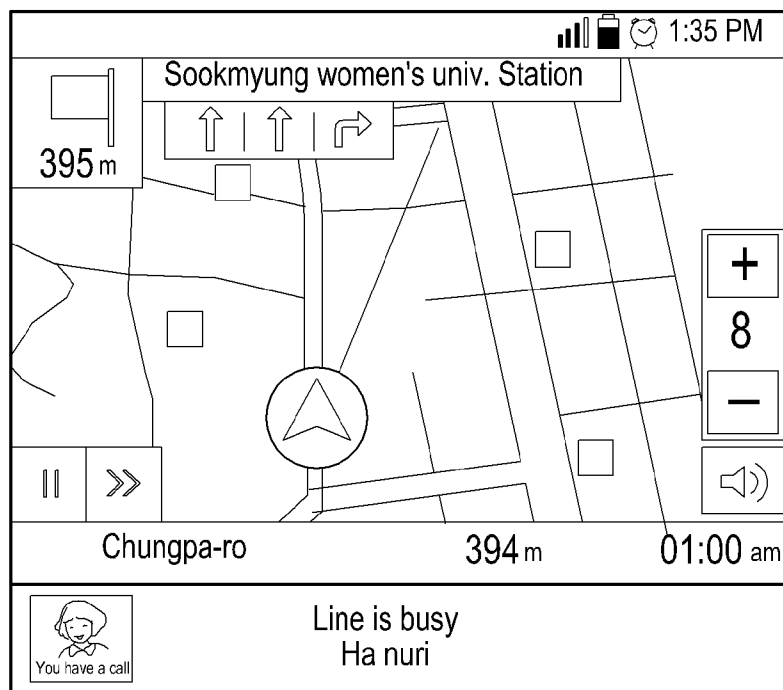 1:35 PM
Sookmyung women's univ. Station
395 m
+
8
−
Chungpa-ro 394 m 01:00 am
You have a call
Line is busy
Ha nuri